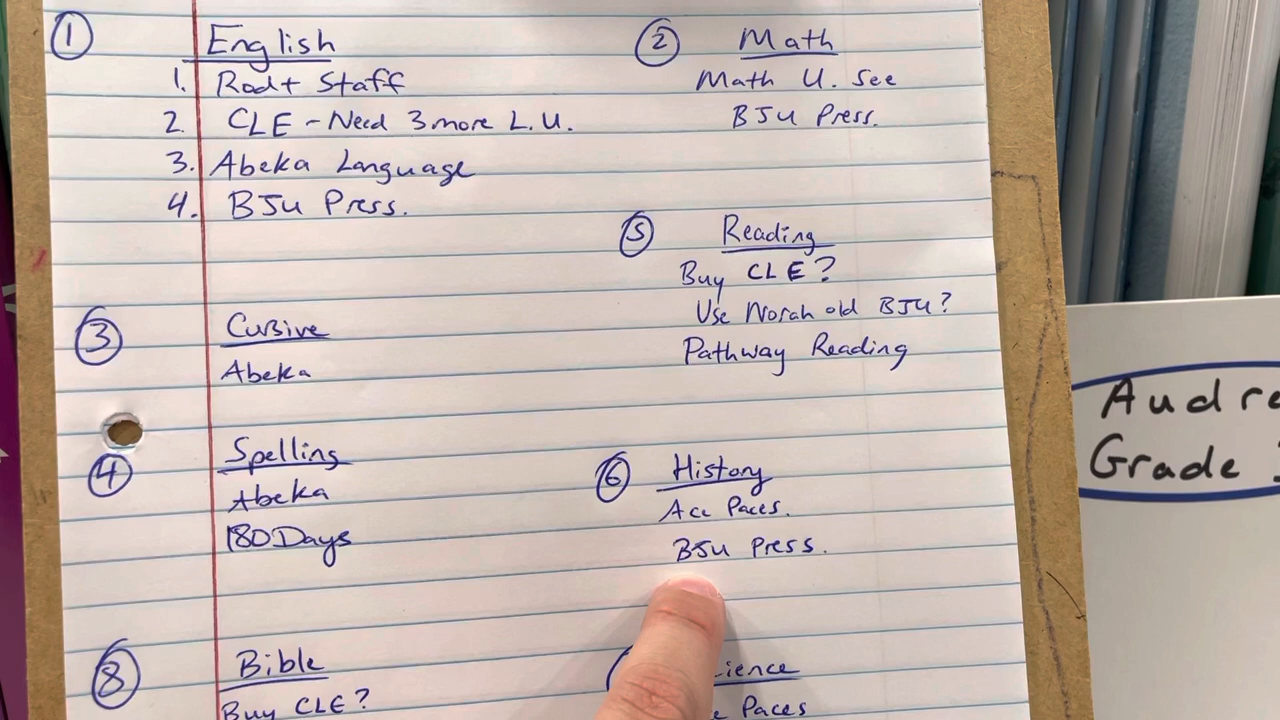 ① English
1. Rod + Staff
2. CLE - Need 3 more L.U.
3. Abeka Language
4. BJU Press.
② Math
Math U. See
BJU Press.
③ Cursive
Abeka
④ Spelling
Abeka
180 Days
⑤ Reading
Buy CLE?
Use Norah old BJU?
Pathway Reading
⑥ History
Ace Paces.
BJU Press.
⑧ Bible
Buy CLE?
ience
Paces
Audre
Grade